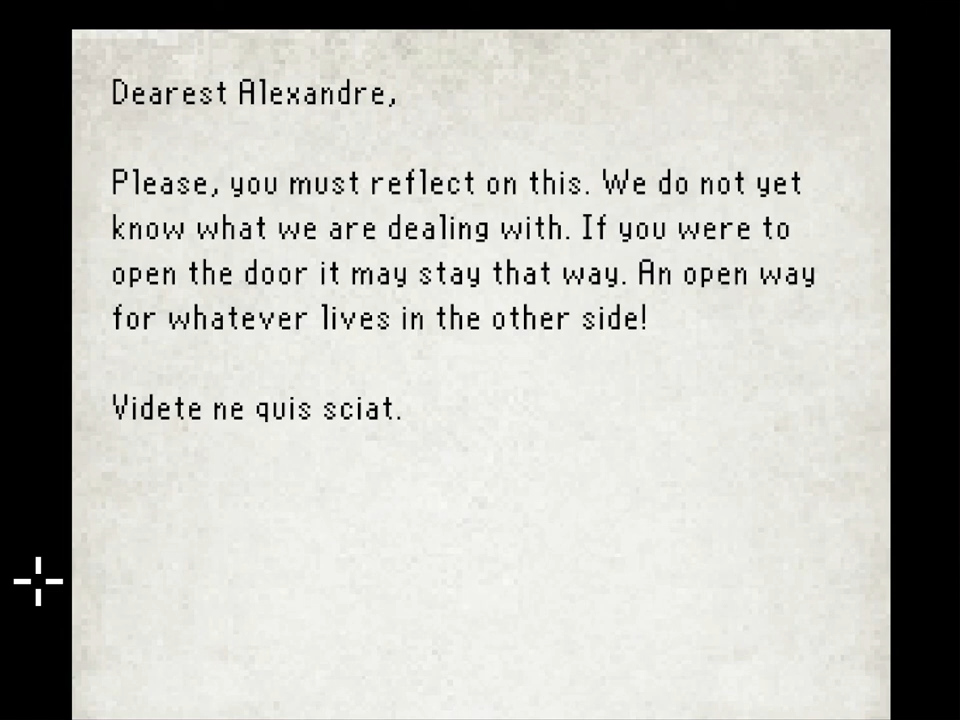 Dearest Alexandre,
Please, you must reflect on this. We do not yet
know what we are dealing with. If you were to
open the door it may stay that way. An open way
for whatever lives in the other side!
Videte ne quis sciat.